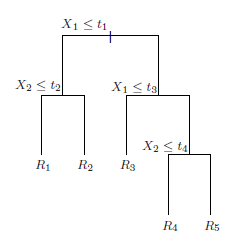 X₁ ≤ t₁
X₂ ≤ t₂
X₁ ≤ t₃
R₁
R₂
R₃
X₂ ≤ t₄
R₄
R₅